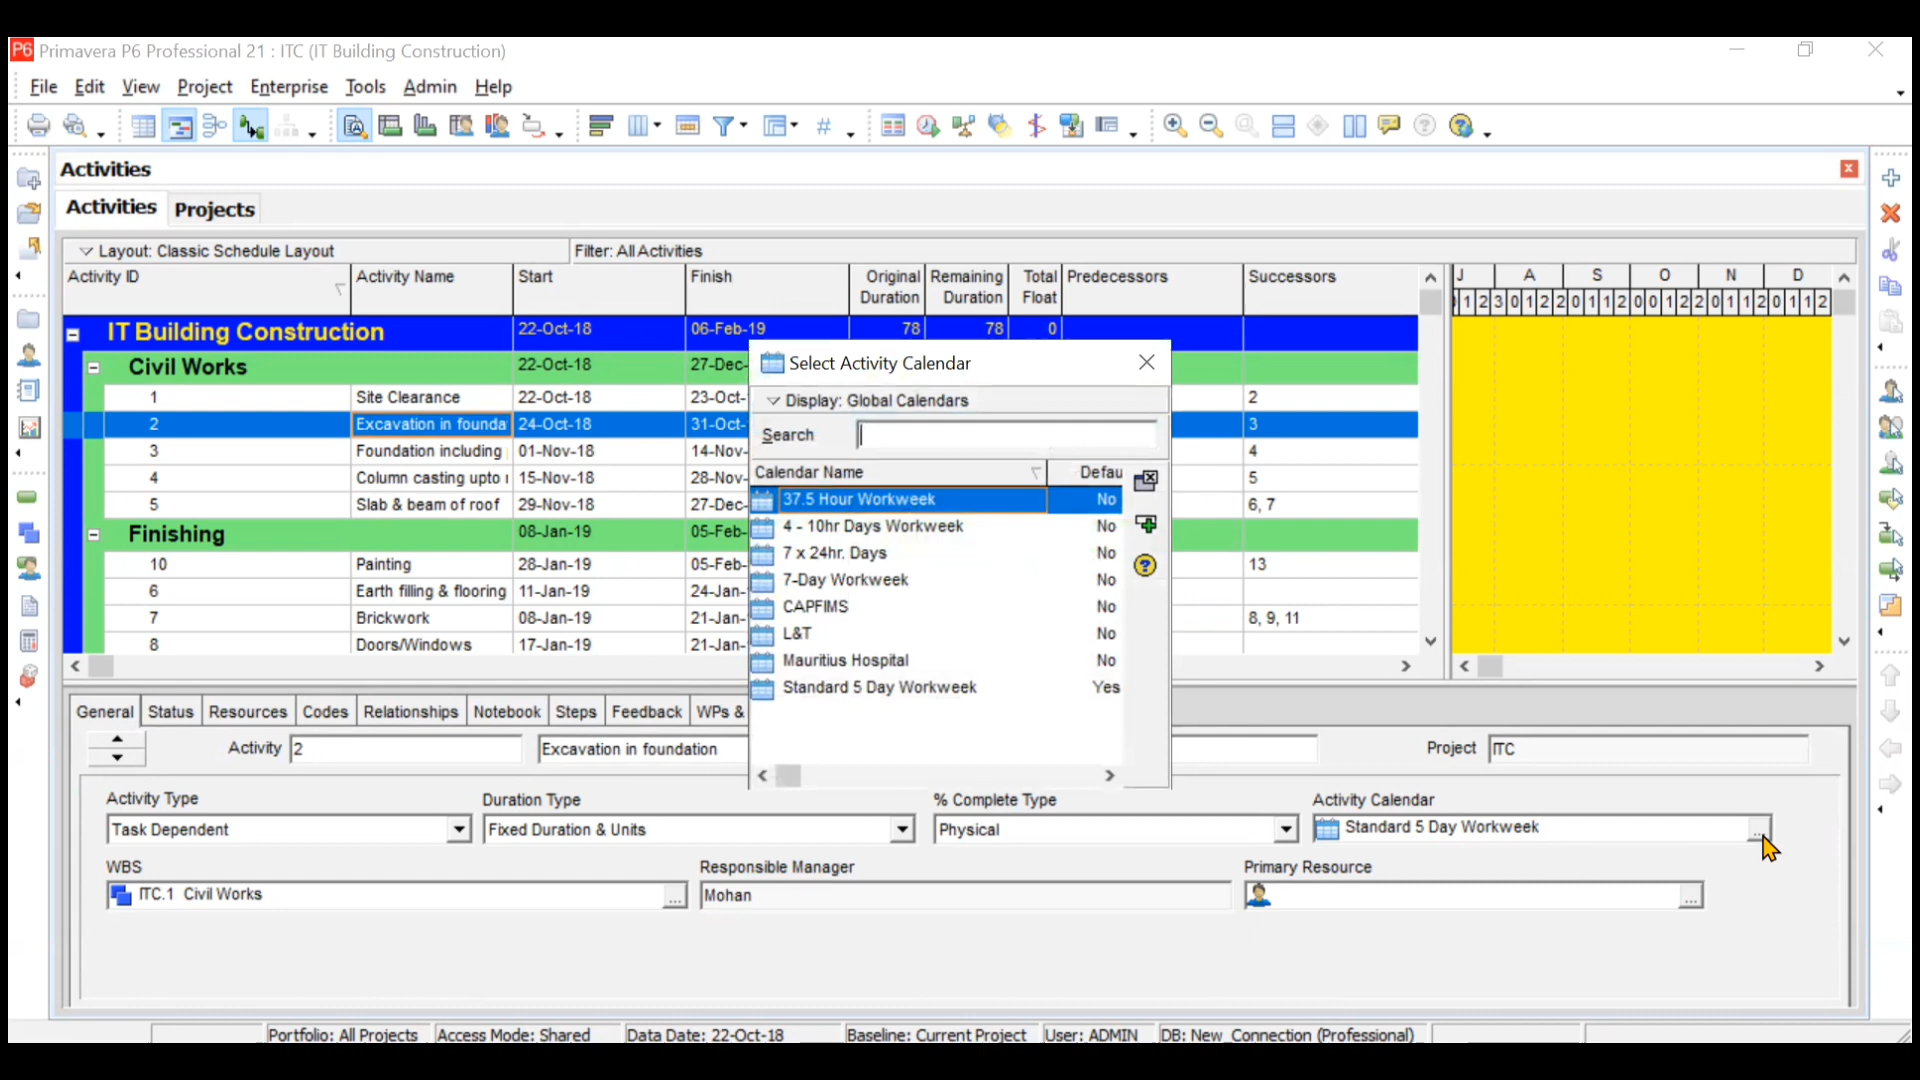 P6 Primavera P6 Professional 21 : ITC (IT Building Construction)
File Edit View Project Enterprise Tools Admin Help
Activities
Activities Projects
Layout: Classic Schedule Layout Filter: All Activities
Activity ID Activity Name Start Finish Original Duration Remaining Duration Total Float Predecessors Successors J A S O N D
IT Building Construction 22-Oct-18 06-Feb-19 78 78 0
Civil Works 22-Oct-18 27-Dec-
1 Site Clearance 22-Oct-18 23-Oct- 2
2 Excavation in founda 24-Oct-18 31-Oct- 3
3 Foundation including 01-Nov-18 14-Nov- 4
4 Column casting upto 15-Nov-18 28-Nov- 5
5 Slab & beam of roof 29-Nov-18 27-Dec- 6, 7
Finishing 08-Jan-19 05-Feb-
10 Painting 28-Jan-19 05-Feb- 13
6 Earth filling & flooring 11-Jan-19 24-Jan-
7 Brickwork 08-Jan-19 21-Jan- 8, 9, 11
8 Doors/Windows 17-Jan-19 21-Jan-
Select Activity Calendar
Display: Global Calendars
Search
Calendar Name Defau
37.5 Hour Workweek No
4 - 10hr Days Workweek No
7 x 24hr. Days No
7-Day Workweek No
CAPFIMS No
L&T No
Mauritius Hospital No
Standard 5 Day Workweek Yes
General Status Resources Codes Relationships Notebook Steps Feedback WPs &
Activity 2 Excavation in foundation Project ITC
Activity Type Duration Type % Complete Type Activity Calendar
Task Dependent Fixed Duration & Units Physical Standard 5 Day Workweek ...
WBS Responsible Manager Primary Resource
ITC.1 Civil Works ... Mohan ...
Portfolio: All Projects Access Mode: Shared Data Date: 22-Oct-18 Baseline: Current Project User: ADMIN DB: New_Connection (Professional)